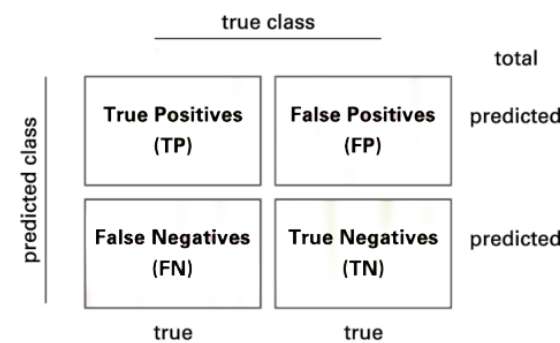 true class
total
predicted class
True Positives
(TP)
False Positives
(FP)
predicted
False Negatives
(FN)
True Negatives
(TN)
predicted
true
true